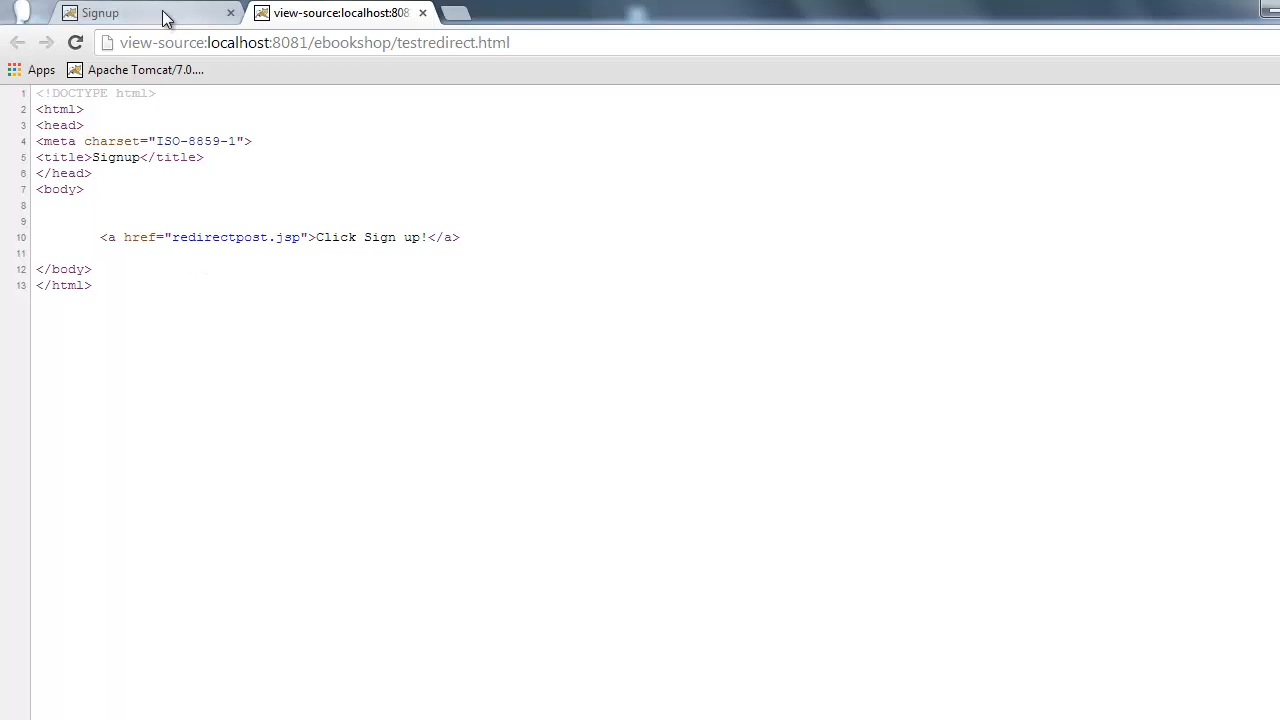 Signup
view-source:localhost:808
view-source:localhost:8081/ebookshop/testredirect.html
Apps
Apache Tomcat/7.0....
1 <!DOCTYPE html>
2 <html>
3 <head>
4 <meta charset="ISO-8859-1">
5 <title>Signup</title>
6 </head>
7 <body>
8
9
10 <a href="redirectpost.jsp">Click Sign up!</a>
11
12 </body>
13 </html>